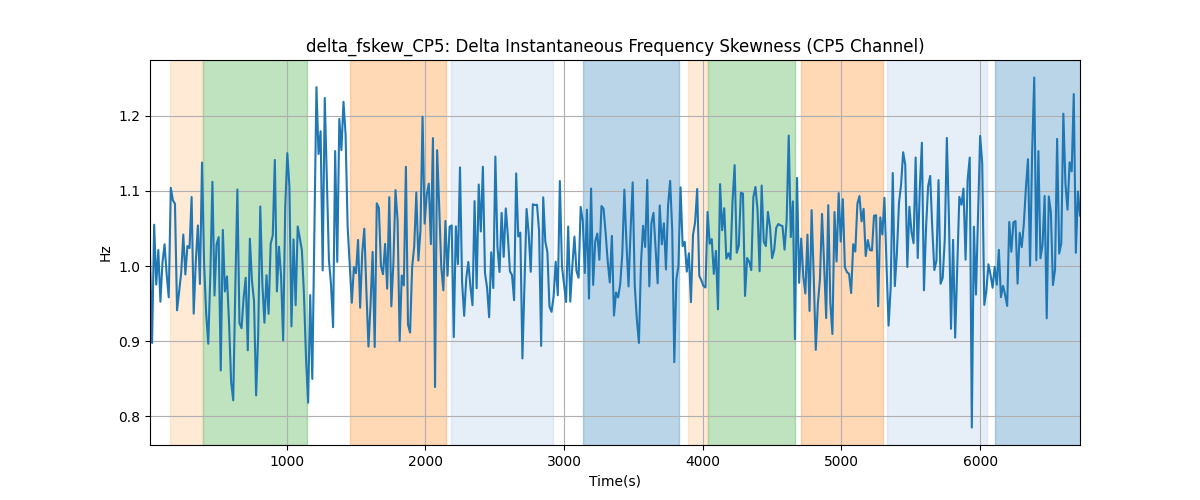 delta_fskew_CP5: Delta Instantaneous Frequency Skewness (CP5 Channel)
Hz
1.2
1.1
1.0
0.9
0.8
1000 2000 3000 4000 5000 6000
Time(s)